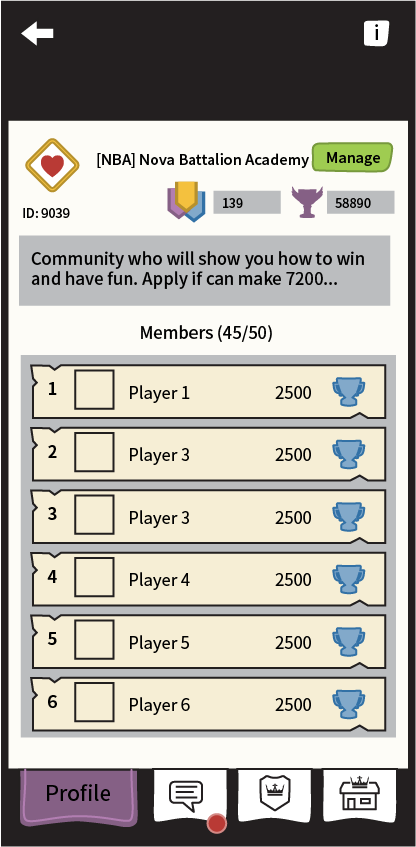 i
[NBA] Nova Battalion Academy
Manage
ID: 9039
139
58890
Community who will show you how to win
and have fun. Apply if can make 7200...
Members (45/50)
1 Player 1 2500
2 Player 3 2500
3 Player 3 2500
4 Player 4 2500
5 Player 5 2500
6 Player 6 2500
Profile